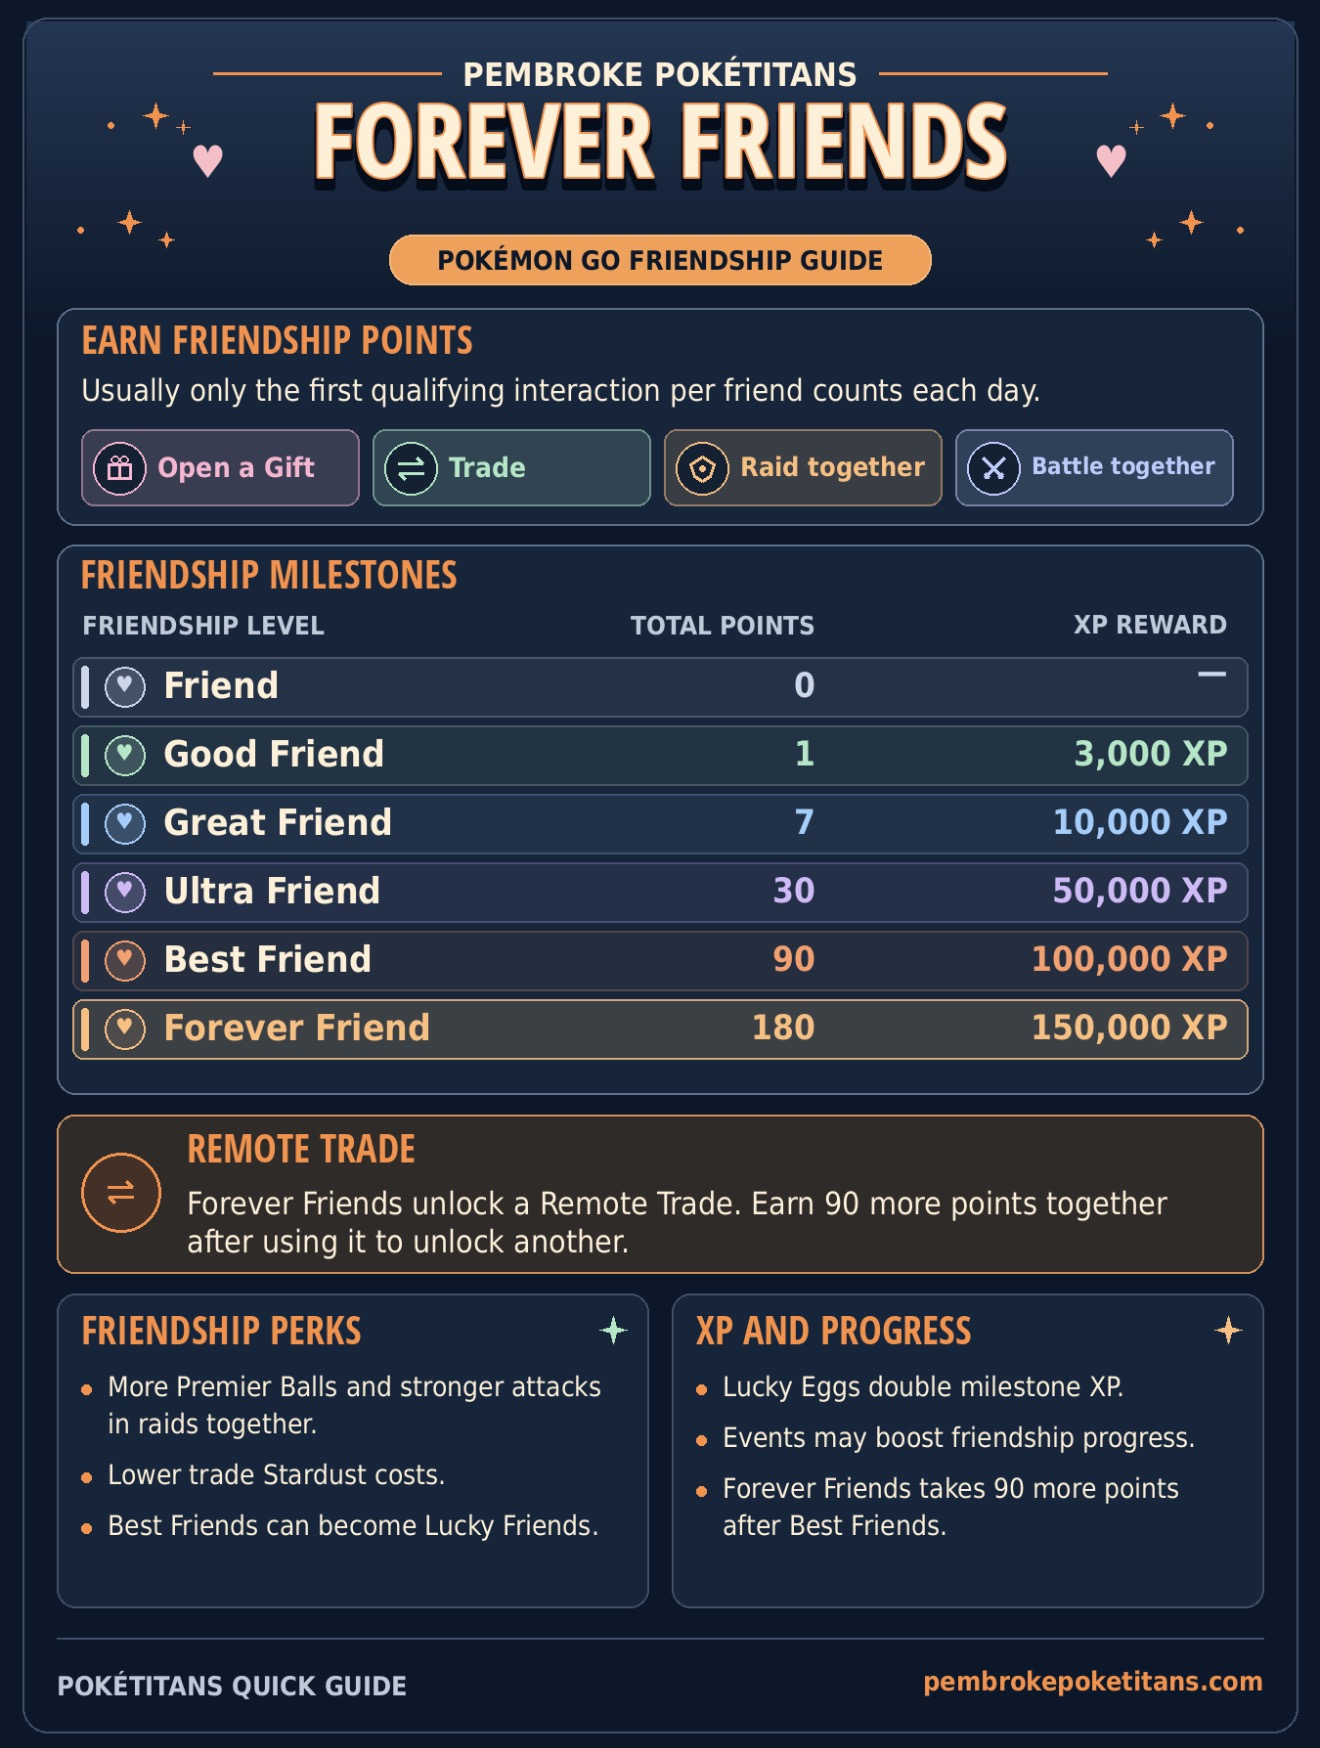 PEMBROKE POKÉTITANS
FOREVER FRIENDS
POKÉMON GO FRIENDSHIP GUIDE
EARN FRIENDSHIP POINTS
Usually only the first qualifying interaction per friend counts each day.
Open a Gift
Trade
Raid together
Battle together
FRIENDSHIP MILESTONES
FRIENDSHIP LEVEL TOTAL POINTS XP REWARD
Friend 0 —
Good Friend 1 3,000 XP
Great Friend 7 10,000 XP
Ultra Friend 30 50,000 XP
Best Friend 90 100,000 XP
Forever Friend 180 150,000 XP
REMOTE TRADE
Forever Friends unlock a Remote Trade. Earn 90 more points together
after using it to unlock another.
FRIENDSHIP PERKS
• More Premier Balls and stronger attacks
in raids together.
• Lower trade Stardust costs.
• Best Friends can become Lucky Friends.
XP AND PROGRESS
• Lucky Eggs double milestone XP.
• Events may boost friendship progress.
• Forever Friends takes 90 more points
after Best Friends.
POKÉTITANS QUICK GUIDE
pembrokepoketitans.com